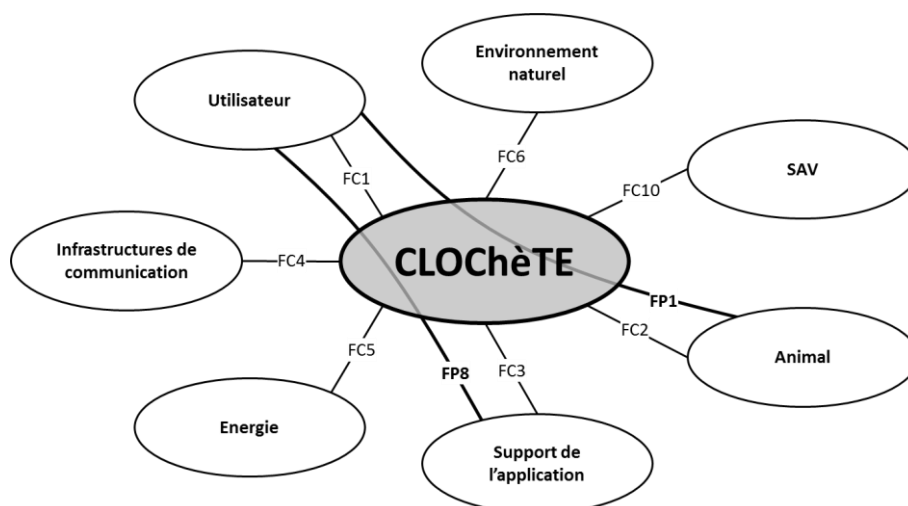 Environnement
naturel
Utilisateur
FC6
SAV
FC1
FC10
Infrastructures de
communication
FC4
CLOChèTE
FP1
FC2
FC5
FP8
FC3
Animal
Energie
Support de
l'application